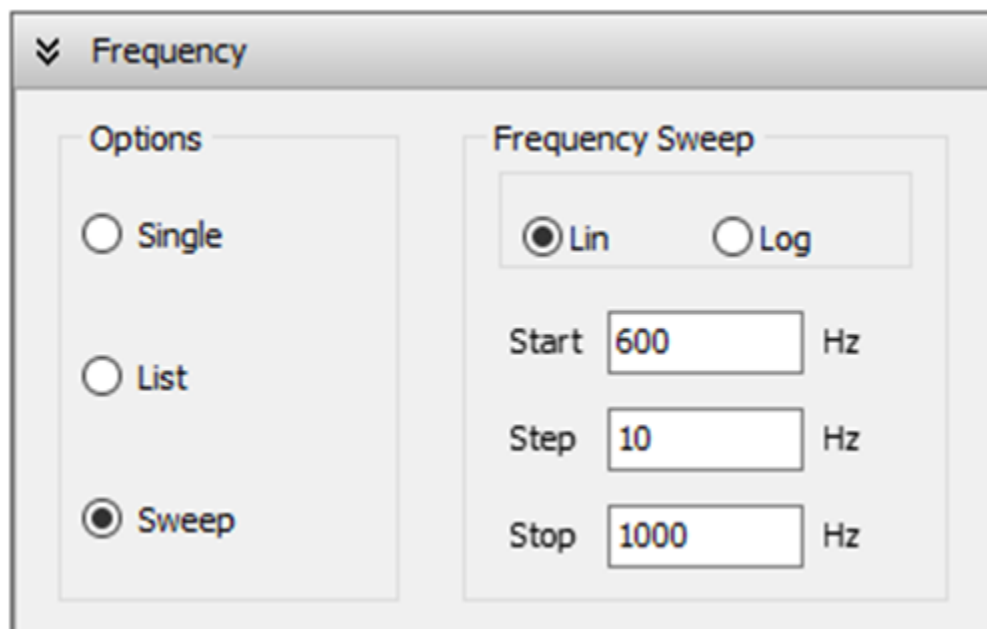 Frequency
Options
Single
List
Sweep
Frequency Sweep
Lin Log
Start 600 Hz
Step 10 Hz
Stop 1000 Hz